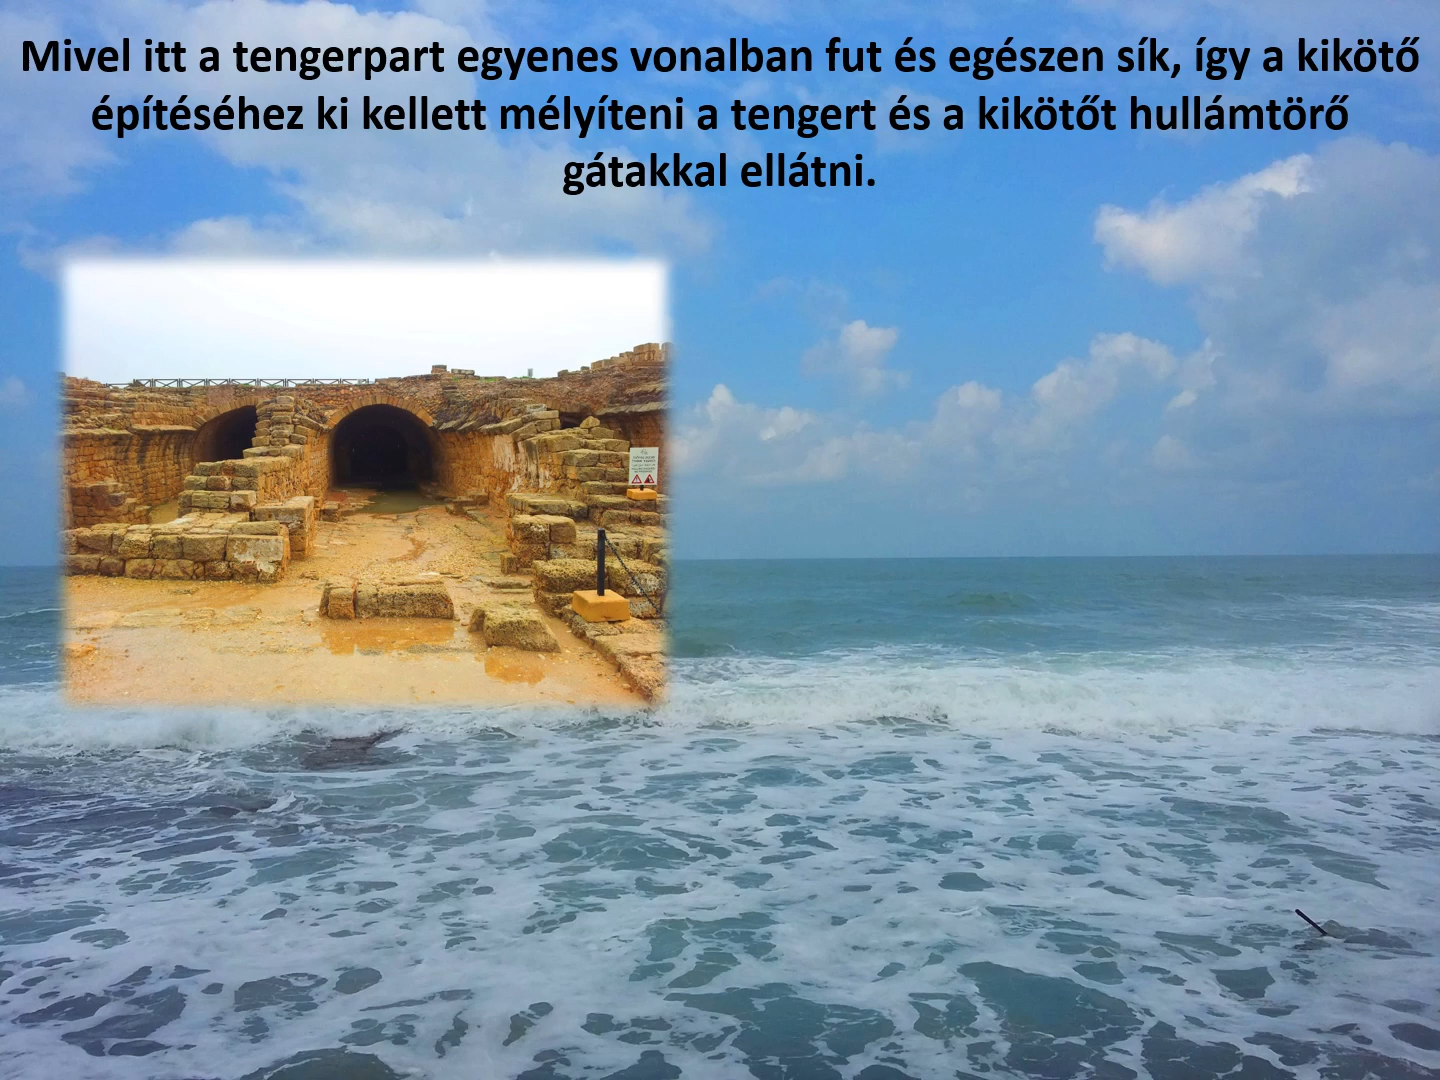 Mivel itt a tengerpart egyenes vonalban fut és egészen sík, így a kikötő
építéséhez ki kellett mélyíteni a tengert és a kikötőt hullámtörő
gátakkal ellátni.